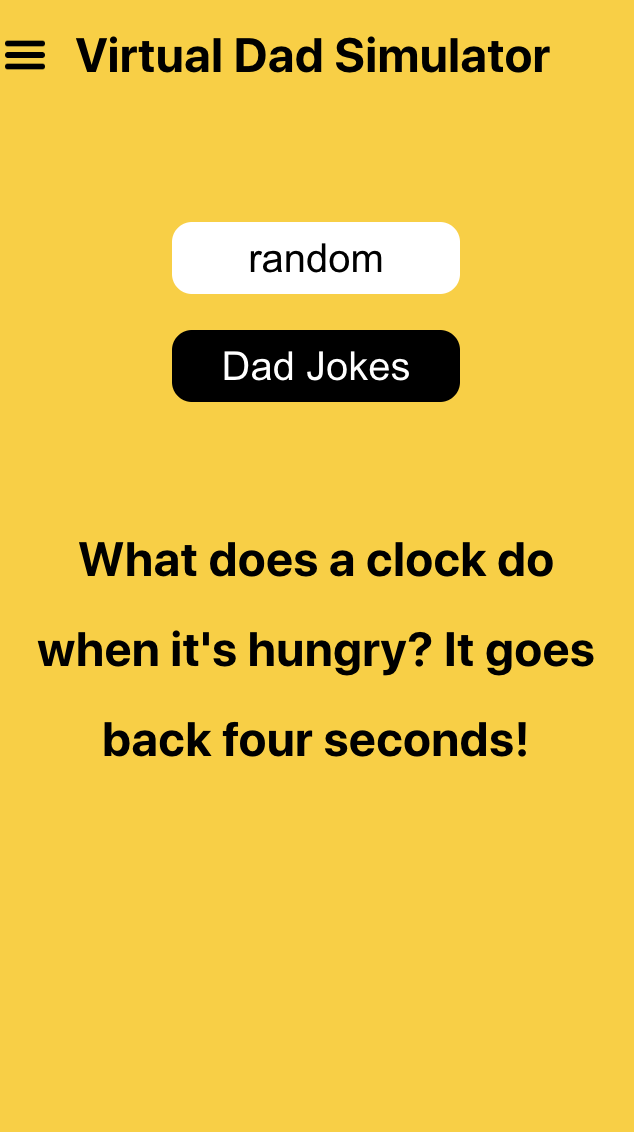 Virtual Dad Simulator
random
Dad Jokes
What does a clock do
when it's hungry? It goes
back four seconds!